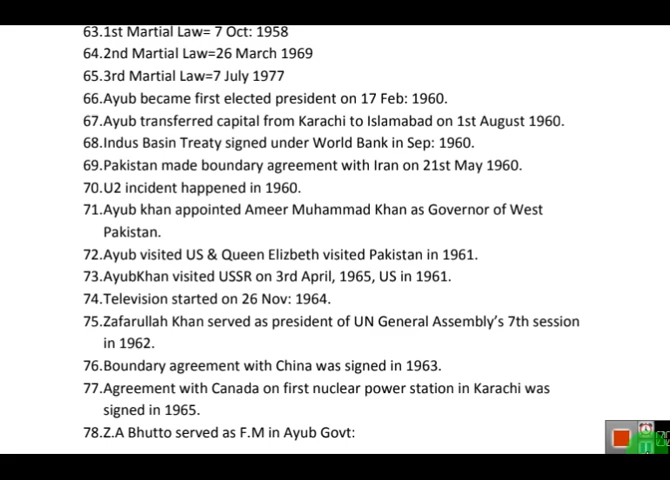 63.1st Martial Law= 7 Oct: 1958
64.2nd Martial Law=26 March 1969
65.3rd Martial Law=7 July 1977
66.Ayub became first elected president on 17 Feb: 1960.
67.Ayub transferred capital from Karachi to Islamabad on 1st August 1960.
68.Indus Basin Treaty signed under World Bank in Sep: 1960.
69.Pakistan made boundary agreement with Iran on 21st May 1960.
70.U2 incident happened in 1960.
71.Ayub khan appointed Ameer Muhammad Khan as Governor of West
Pakistan.
72.Ayub visited US & Queen Elizbeth visited Pakistan in 1961.
73.AyubKhan visited USSR on 3rd April, 1965, US in 1961.
74.Television started on 26 Nov: 1964.
75.Zafarullah Khan served as president of UN General Assembly's 7th session
in 1962.
76.Boundary agreement with China was signed in 1963.
77.Agreement with Canada on first nuclear power station in Karachi was
signed in 1965.
78.Z.A Bhutto served as F.M in Ayub Govt: